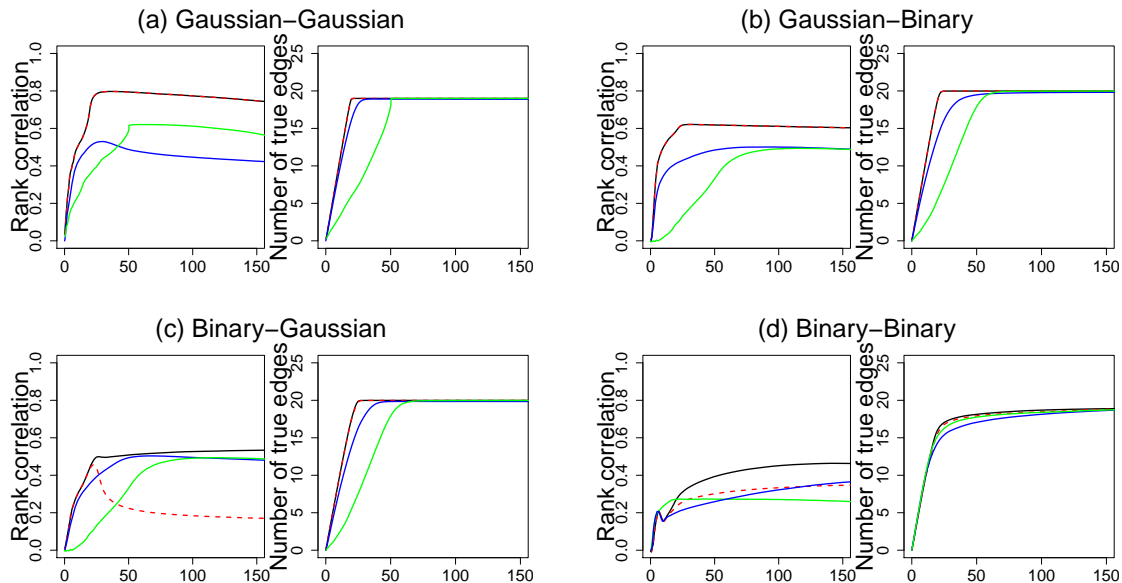 (a) Gaussian−Gaussian
(b) Gaussian−Binary
Rank correlation
0.0 0.2 0.4 0.6 0.8 1.0
0 50 100 150
Number of true edges
0 5 10 15 20 25
0 50 100 150
Rank correlation
0.0 0.2 0.4 0.6 0.8 1.0
0 50 100 150
Number of true edges
0 5 10 15 20 25
0 50 100 150
(c) Binary−Gaussian
(d) Binary−Binary
Rank correlation
0.0 0.2 0.4 0.6 0.8 1.0
0 50 100 150
Number of true edges
0 5 10 15 20 25
0 50 100 150
Rank correlation
0.0 0.2 0.4 0.6 0.8 1.0
0 50 100 150
Number of true edges
0 5 10 15 20 25
0 50 100 150